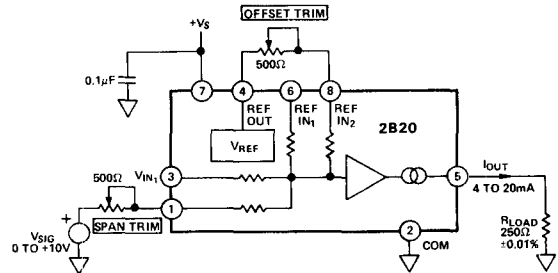 OFFSET TRIM
+VS
500Ω
0.1μF
7
4
6
8
REF OUT
REF IN1
REF IN2
2B20
VREF
VIN1
3
500Ω
1
SPAN TRIM
+
VSIG
0 TO +10V
5
IOUT
4 TO 20mA
2
COM
RLOAD
250Ω
±0.01%